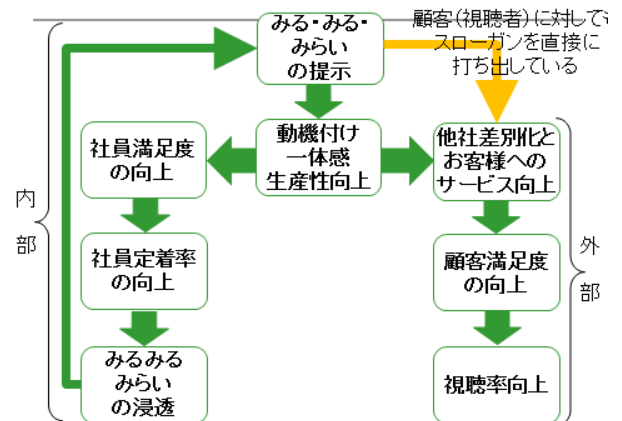 みる・みる・
みらい
の提示
顧客(視聴者)に対して
スローガンを直接に
打ち出している
動機付け
一体感
生産性向上
社員満足度
の向上
他社差別化と
お客様への
サービス向上
内
部
社員定着率
の向上
顧客満足度
の向上
外
部
みるみる
みらい
の浸透
視聴率向上